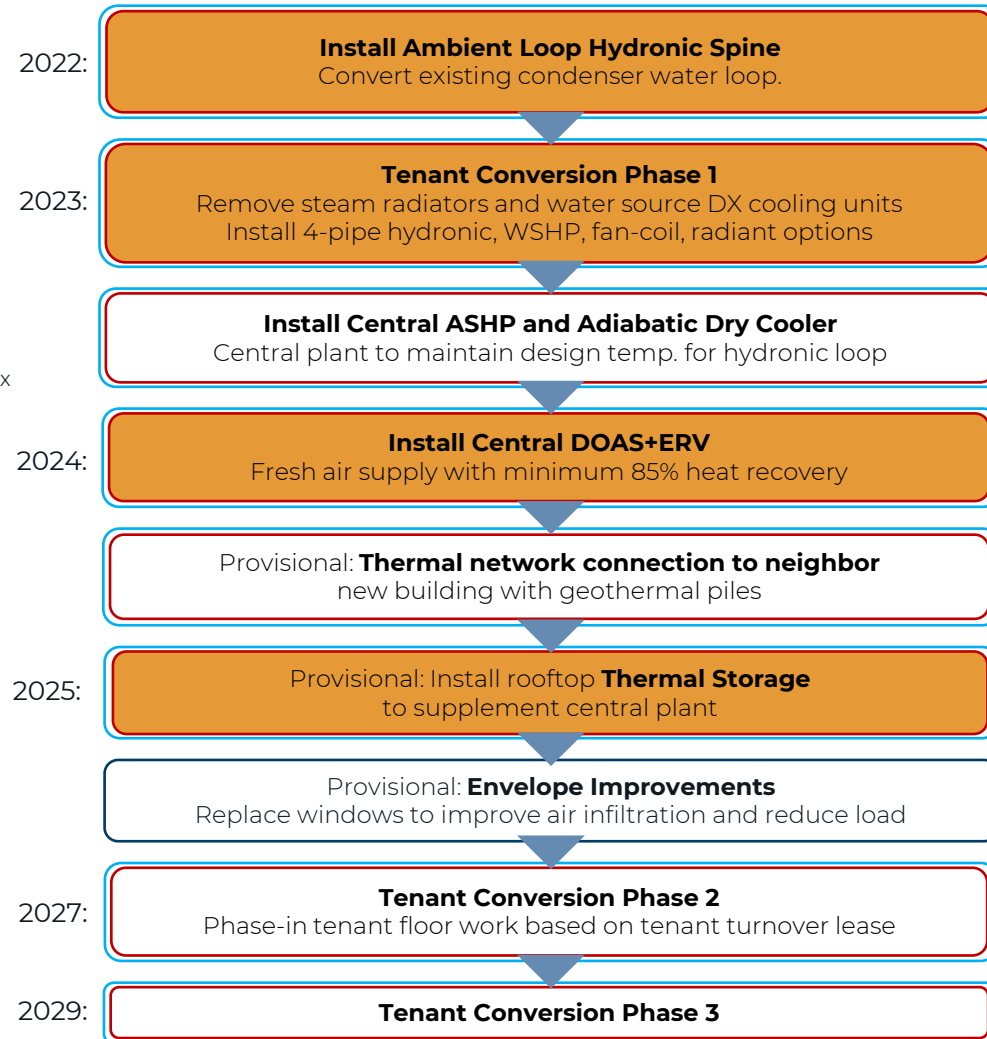 2022:
Install Ambient Loop Hydronic Spine
Convert existing condenser water loop.
2023:
Tenant Conversion Phase 1
Remove steam radiators and water source DX cooling units
Install 4-pipe hydronic, WSHP, fan-coil, radiant options
Install Central ASHP and Adiabatic Dry Cooler
Central plant to maintain design temp. for hydronic loop
x
2024:
Install Central DOAS+ERV
Fresh air supply with minimum 85% heat recovery
Provisional: Thermal network connection to neighbor
new building with geothermal piles
2025:
Provisional: Install rooftop Thermal Storage
to supplement central plant
Provisional: Envelope Improvements
Replace windows to improve air infiltration and reduce load
2027:
Tenant Conversion Phase 2
Phase-in tenant floor work based on tenant turnover lease
2029:
Tenant Conversion Phase 3